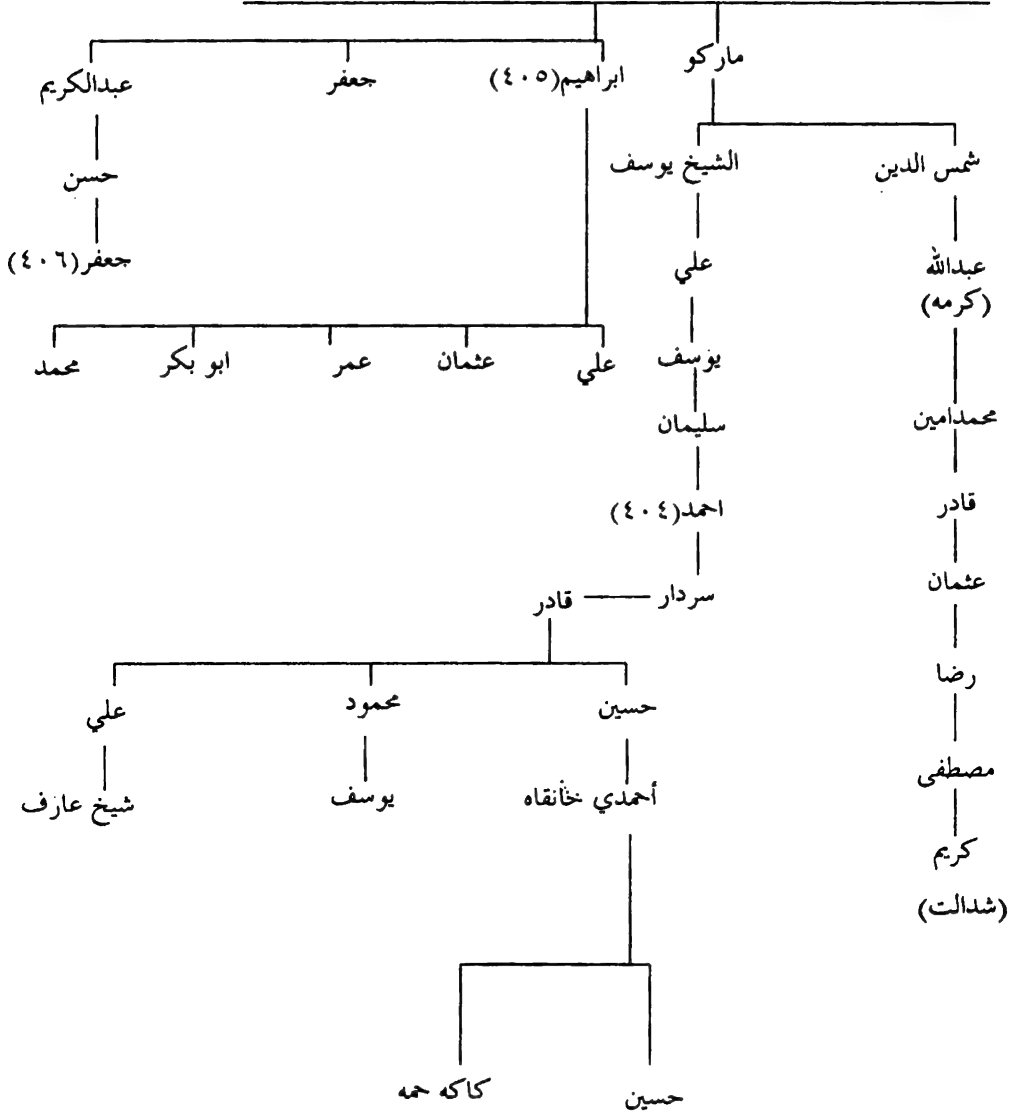 ماركو
ابراهيم(٤٠٥) جعفر عبدالكريم
شمس الدين الشيخ يوسف
حسن
عبدالله علي جعفر(٤٠٦)
(كرمه)
يوسف
علي عثمان عمر ابو بكر محمد
محمدامين سليمان
قادر احمد(٤٠٤)
عثمان
سردار قادر
رضا
حسين محمود علي
مصطفى
أحمدي خانقاه يوسف شيخ عارف
كريم
(شدالت)
حسين كاكه حمه